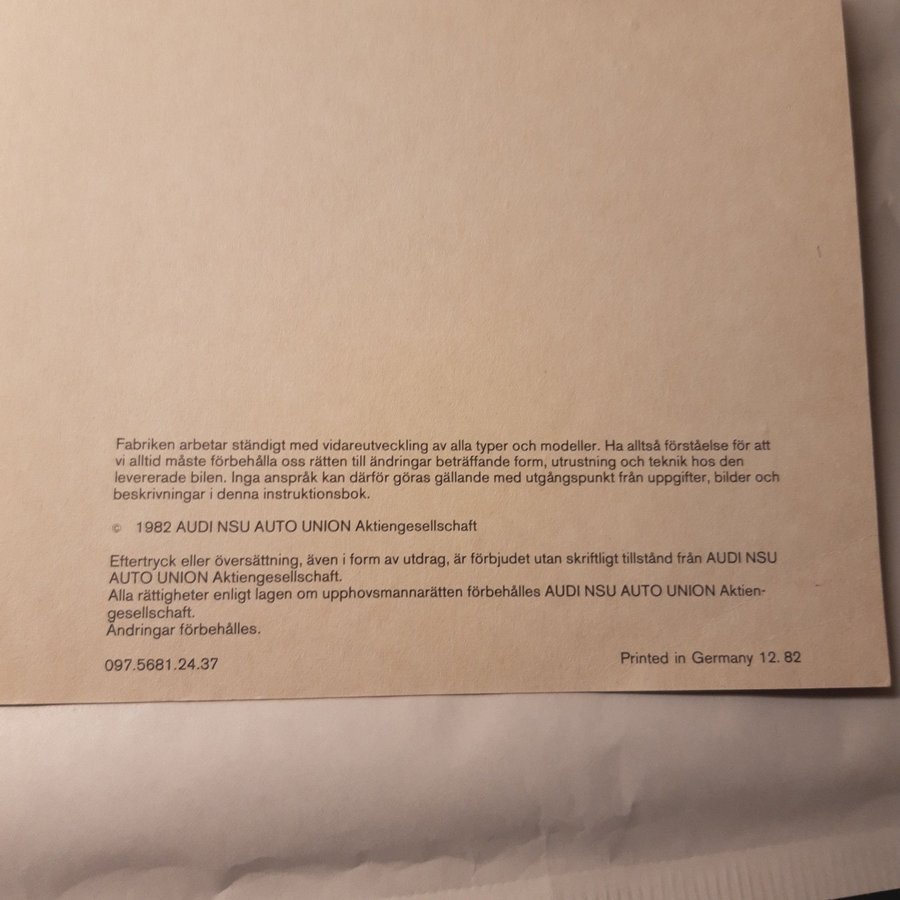 Fabriken arbetar ständigt med vidareutveckling av alla typer och modeller. Ha alltså förståelse för att
vi alltid måste förbehålla oss rätten till ändringar beträffande form, utrustning och teknik hos den
levererade bilen. Inga anspråk kan därför göras gällande med utgångspunkt från uppgifter, bilder och
beskrivningar i denna instruktionsbok.
© 1982 AUDI NSU AUTO UNION Aktiengesellschaft
Eftertryck eller översättning, även i form av utdrag, är förbjudet utan skriftligt tillstånd från AUDI NSU
AUTO UNION Aktiengesellschaft.
Alla rättigheter enligt lagen om upphovsmannarätten förbehålles AUDI NSU AUTO UNION Aktien-
gesellschaft.
Ändringar förbehålles.
097.5681.24.37
Printed in Germany 12.82